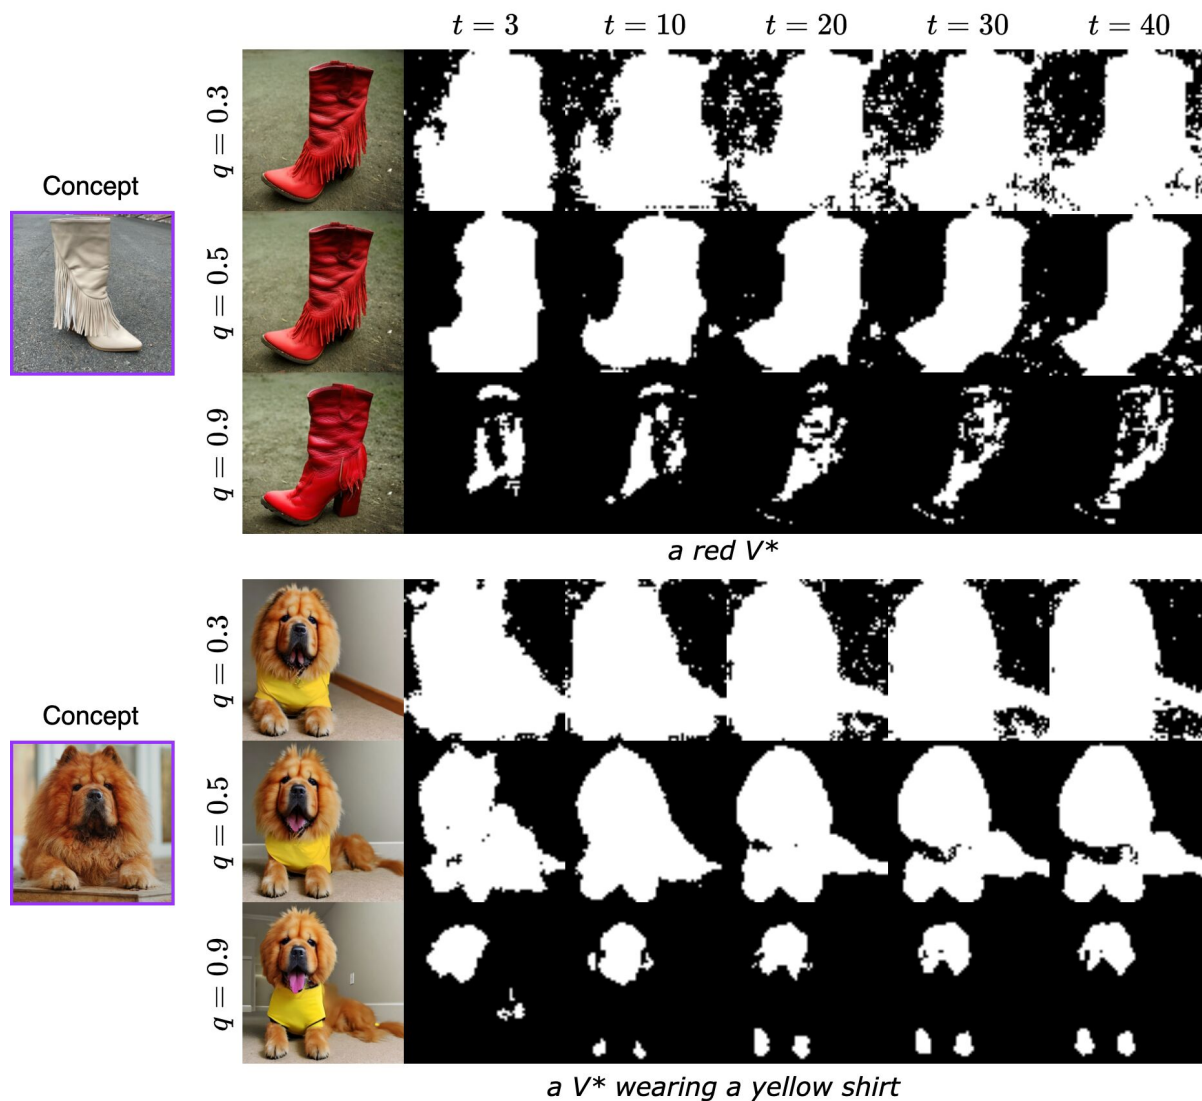 t = 3 t = 10 t = 20 t = 30 t = 40
q = 0.3
Concept
q = 0.5
q = 0.9
a red V*
q = 0.3
Concept
q = 0.5
q = 0.9
a V* wearing a yellow shirt